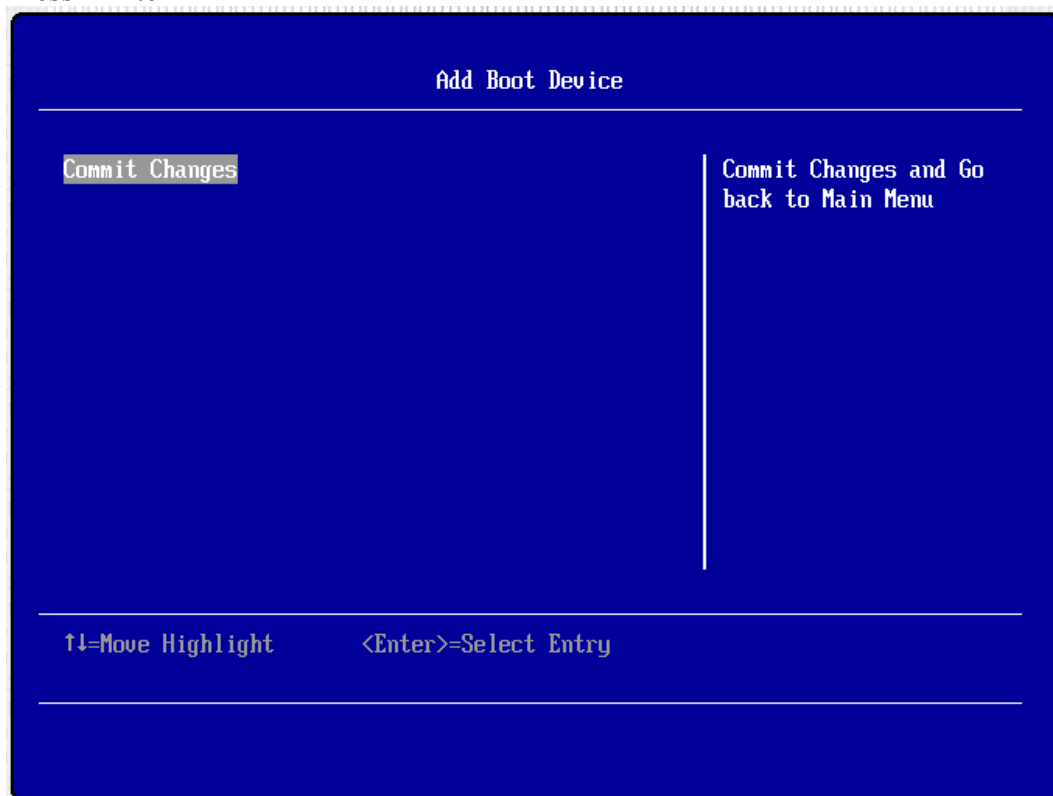 Add Boot Device
Commit Changes
Commit Changes and Go
back to Main Menu
↑↓=Move Highlight <Enter>=Select Entry